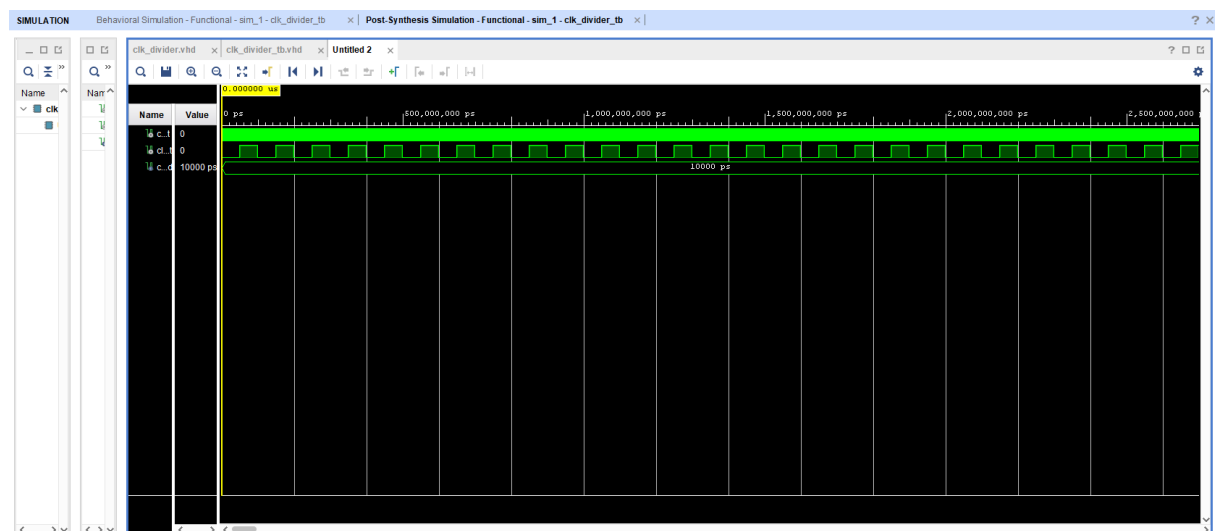 SIMULATION Behavioral Simulation - Functional - sim_1 - clk_divider_tb × Post-Synthesis Simulation - Functional - sim_1 - clk_divider_tb × ? ×
clk_divider.vhd × clk_divider_tb.vhd × Untitled 2 × ?
Name Nam
0.000000 us
clk
Name Value 0 ps 500,000,000 ps 1,000,000,000 ps 1,500,000,000 ps 2,000,000,000 ps 2,500,000,000
c...t 0
cl...t 0
c...d 10000 ps 10000 ps